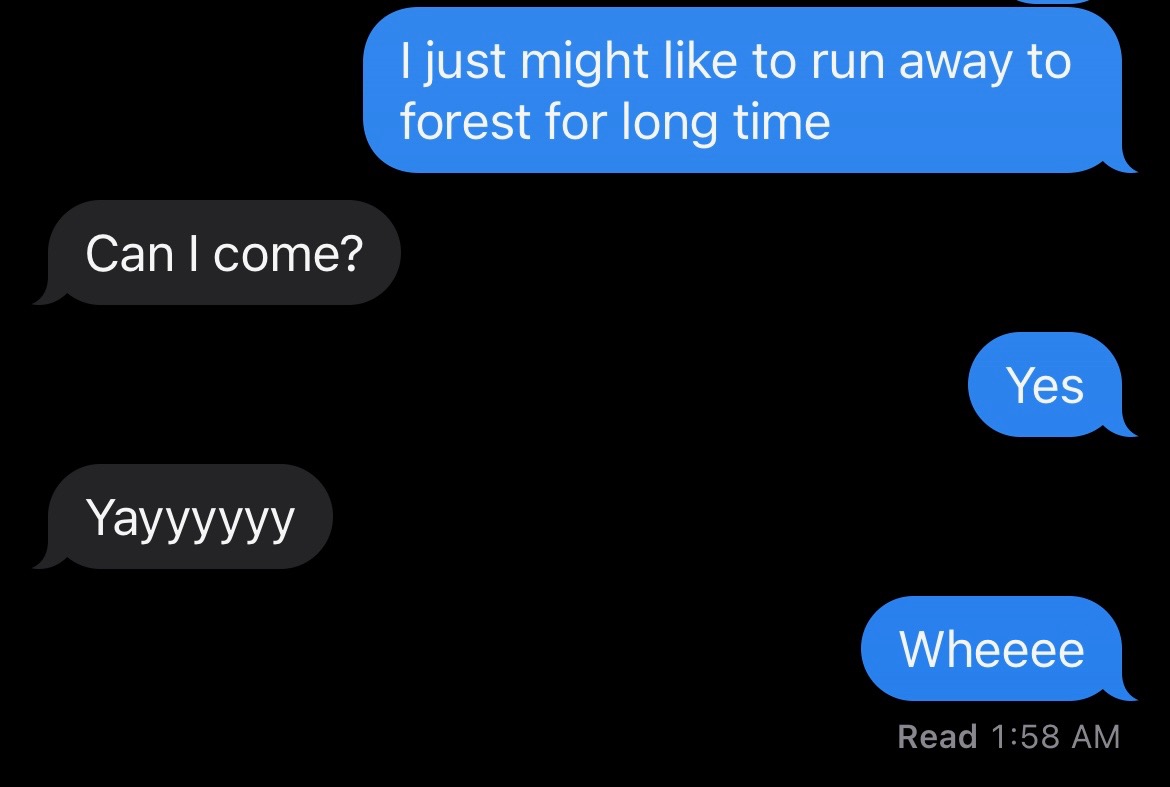 I just might like to run away to
forest for long time
Can I come?
Yes
Yayyyyyy
Wheeee
Read 1:58 AM